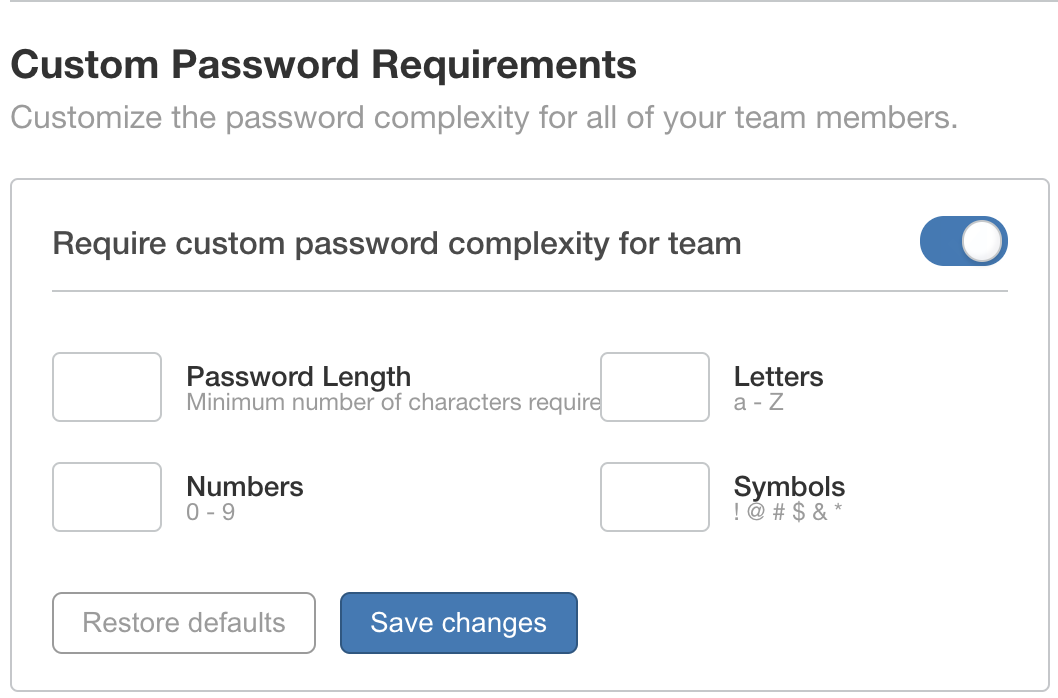 Custom Password Requirements
Customize the password complexity for all of your team members.
Require custom password complexity for team
Password Length
Minimum number of characters require
Letters
a - Z
Numbers
0 - 9
Symbols
! @ # $ & *
Restore defaults
Save changes